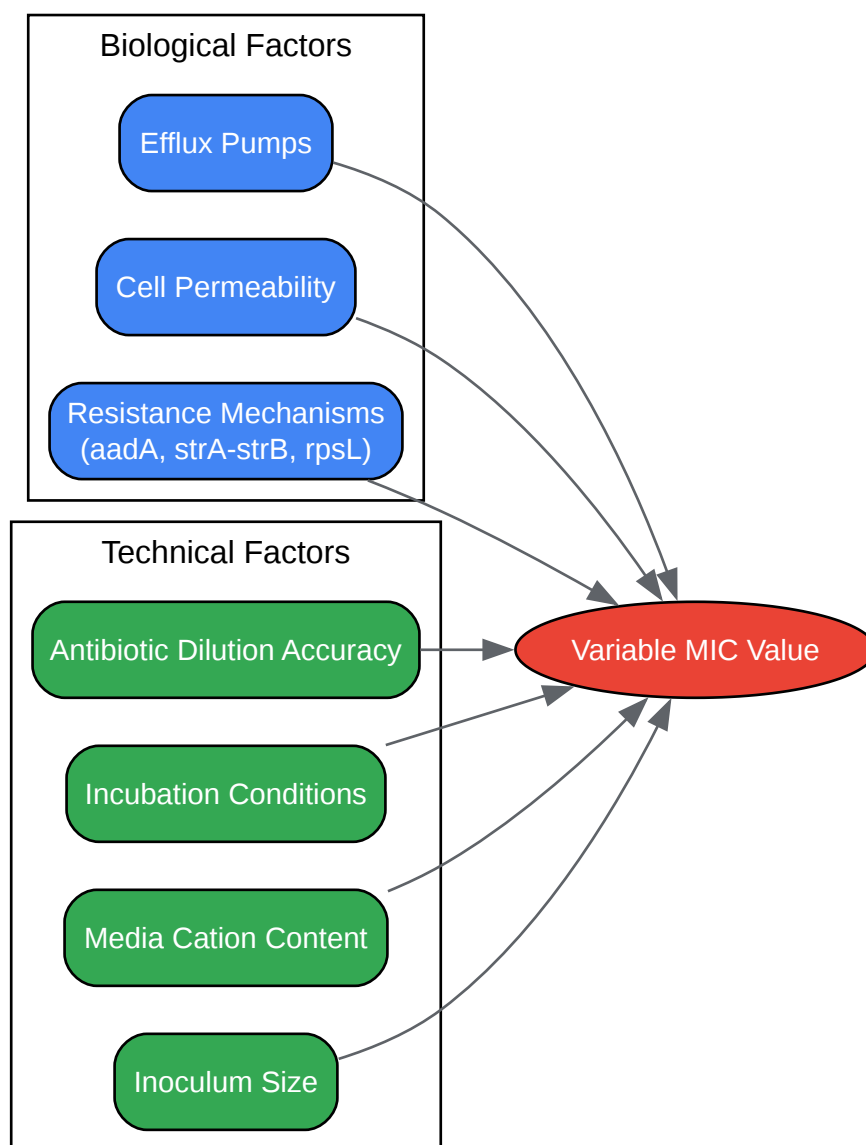 Biological Factors
Efflux Pumps
Cell Permeability
Resistance Mechanisms
(aadA, strA-strB, rpsL)
Technical Factors
Antibiotic Dilution Accuracy
Variable MIC Value
Incubation Conditions
Media Cation Content
Inoculum Size